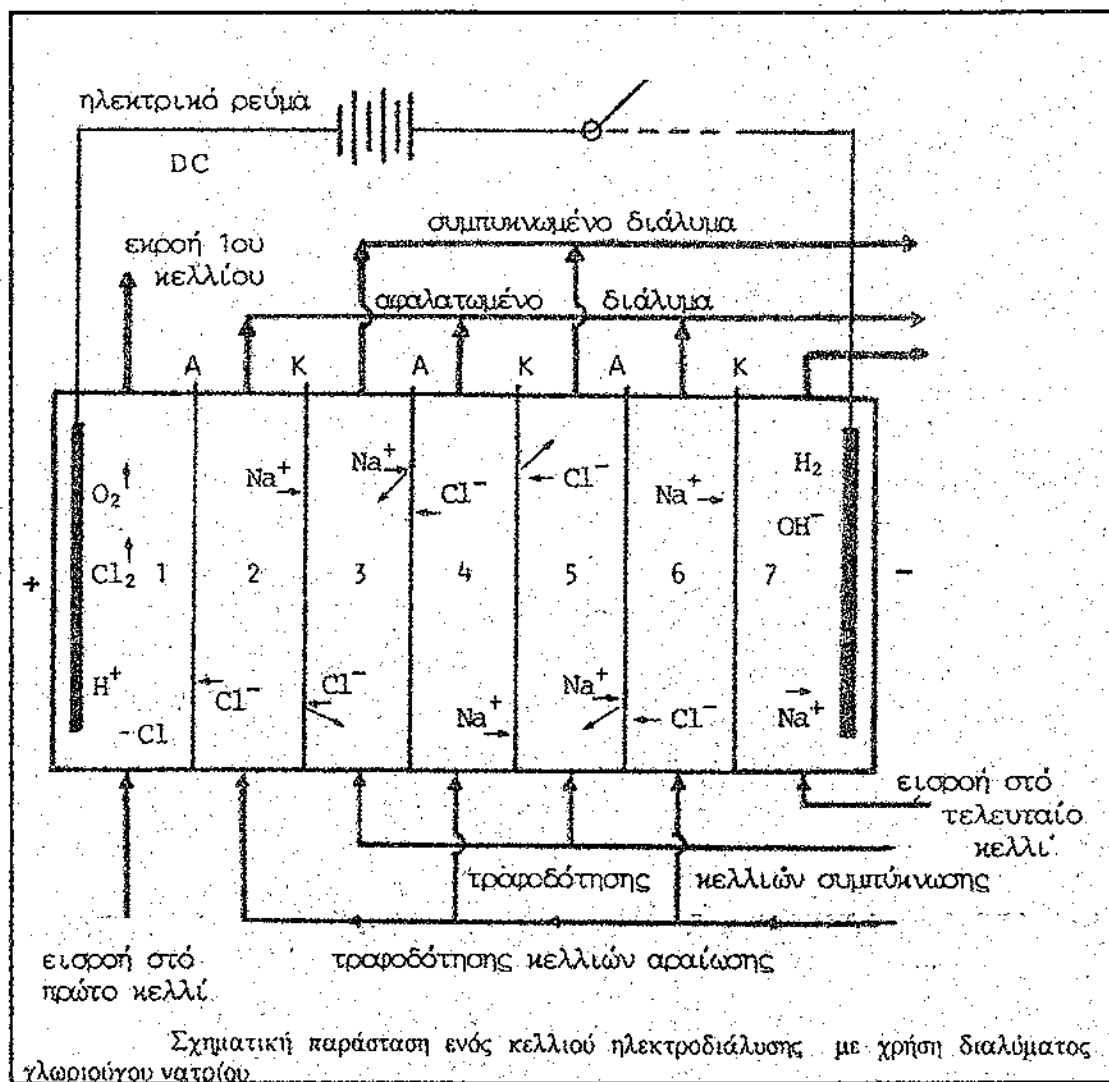 ηλεκτρικό ρεύμα
DC
συμπυκνωμένο διάλυμα
εκροή 1ου
κελλίου
αφαλατωμένο διάλυμα
A K A K A K
O₂ Na⁺ Na⁺ Cl⁻ Cl⁻ Na⁺ H₂
OH⁻
+ Cl₂ 1 2 3 4 5 6 7 -
H⁺ Cl⁻ Cl⁻ Na⁺ Na⁺ Cl⁻ Na⁺
-Cl
εισροή στό
τελευταίο
κελλί
τροφοδότησης κελλιών συμπύκνωσης
εισροή στό
πρώτο κελλί
τροφοδότησης κελλιών αραίωσης
Σχηματική παράσταση ενός κελλιού ηλεκτροδιάλυσης με χρήση διαλύματος
γλωριούγου νατρίου